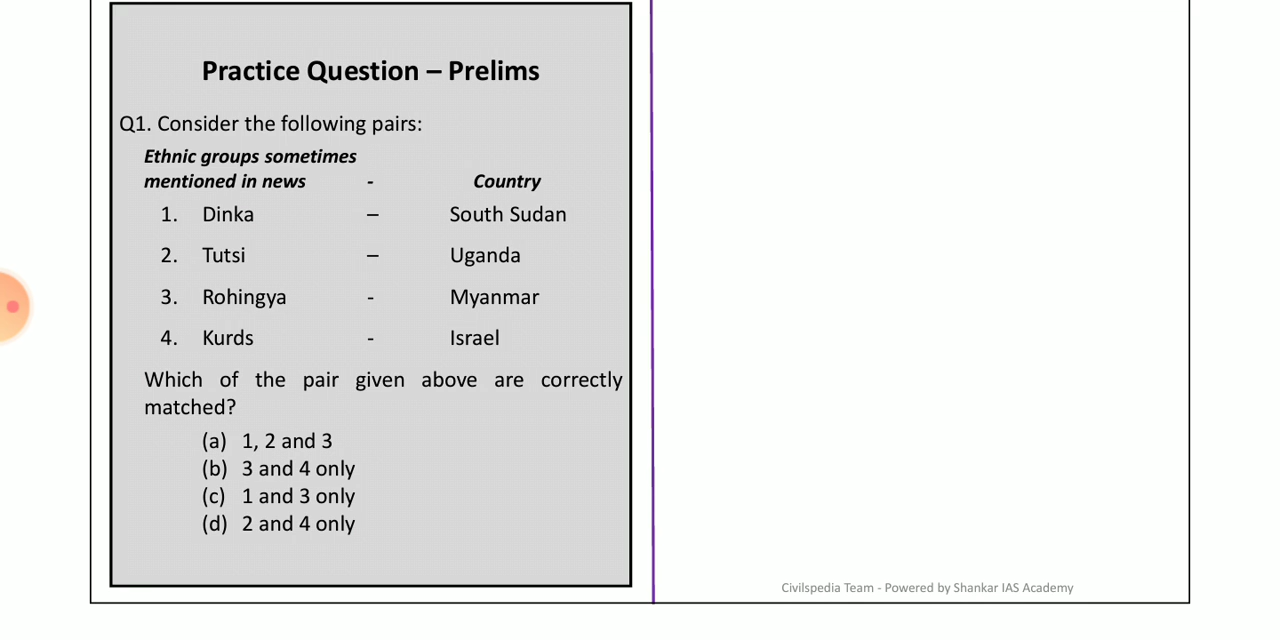 Practice Question – Prelims
Q1. Consider the following pairs:
Ethnic groups sometimes
mentioned in news - Country
1. Dinka – South Sudan
2. Tutsi – Uganda
3. Rohingya - Myanmar
4. Kurds - Israel
Which of the pair given above are correctly
matched?
(a) 1, 2 and 3
(b) 3 and 4 only
(c) 1 and 3 only
(d) 2 and 4 only
Civilspedia Team - Powered by Shankar IAS Academy